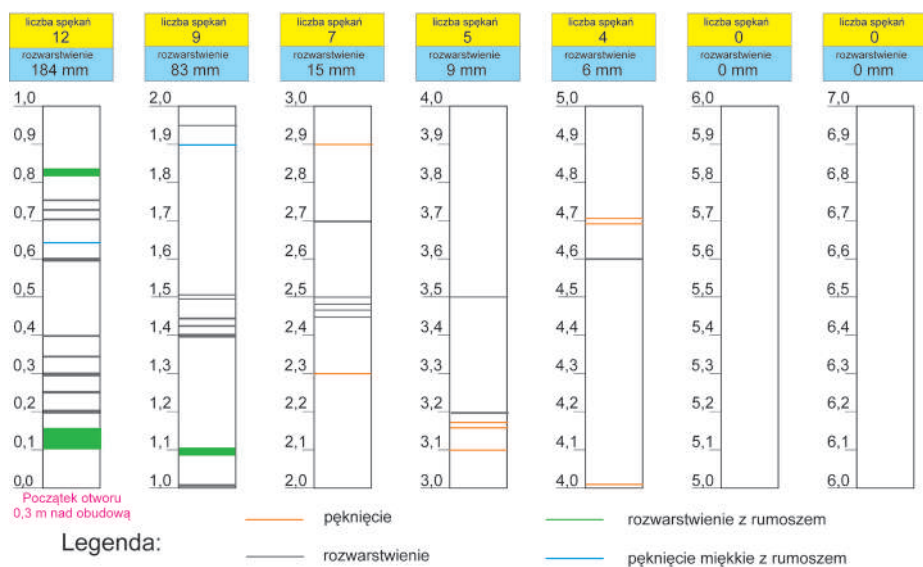 liczba spękań liczba spękań liczba spękań liczba spękań liczba spękań liczba spękań liczba spękań
12 9 7 5 4 0 0
rozwarstwienie rozwarstwienie rozwarstwienie rozwarstwienie rozwarstwienie rozwarstwienie rozwarstwienie
184 mm 83 mm 15 mm 9 mm 6 mm 0 mm 0 mm
1,0 2,0 3,0 4,0 5,0 6,0 7,0
0,9 1,9 2,9 3,9 4,9 5,9 6,9
0,8 1,8 2,8 3,8 4,8 5,8 6,8
0,7 1,7 2,7 3,7 4,7 5,7 6,7
0,6 1,6 2,6 3,6 4,6 5,6 6,6
0,5 1,5 2,5 3,5 4,5 5,5 6,5
0,4 1,4 2,4 3,4 4,4 5,4 6,4
0,3 1,3 2,3 3,3 4,3 5,3 6,3
0,2 1,2 2,2 3,2 4,2 5,2 6,2
0,1 1,1 2,1 3,1 4,1 5,1 6,1
0,0 1,0 2,0 3,0 4,0 5,0 6,0
Początek otworu
0,3 m nad obudową
Legenda:
pęknięcie
rozwarstwienie z rumoszem
rozwarstwienie
pęknięcie miękkie z rumoszem